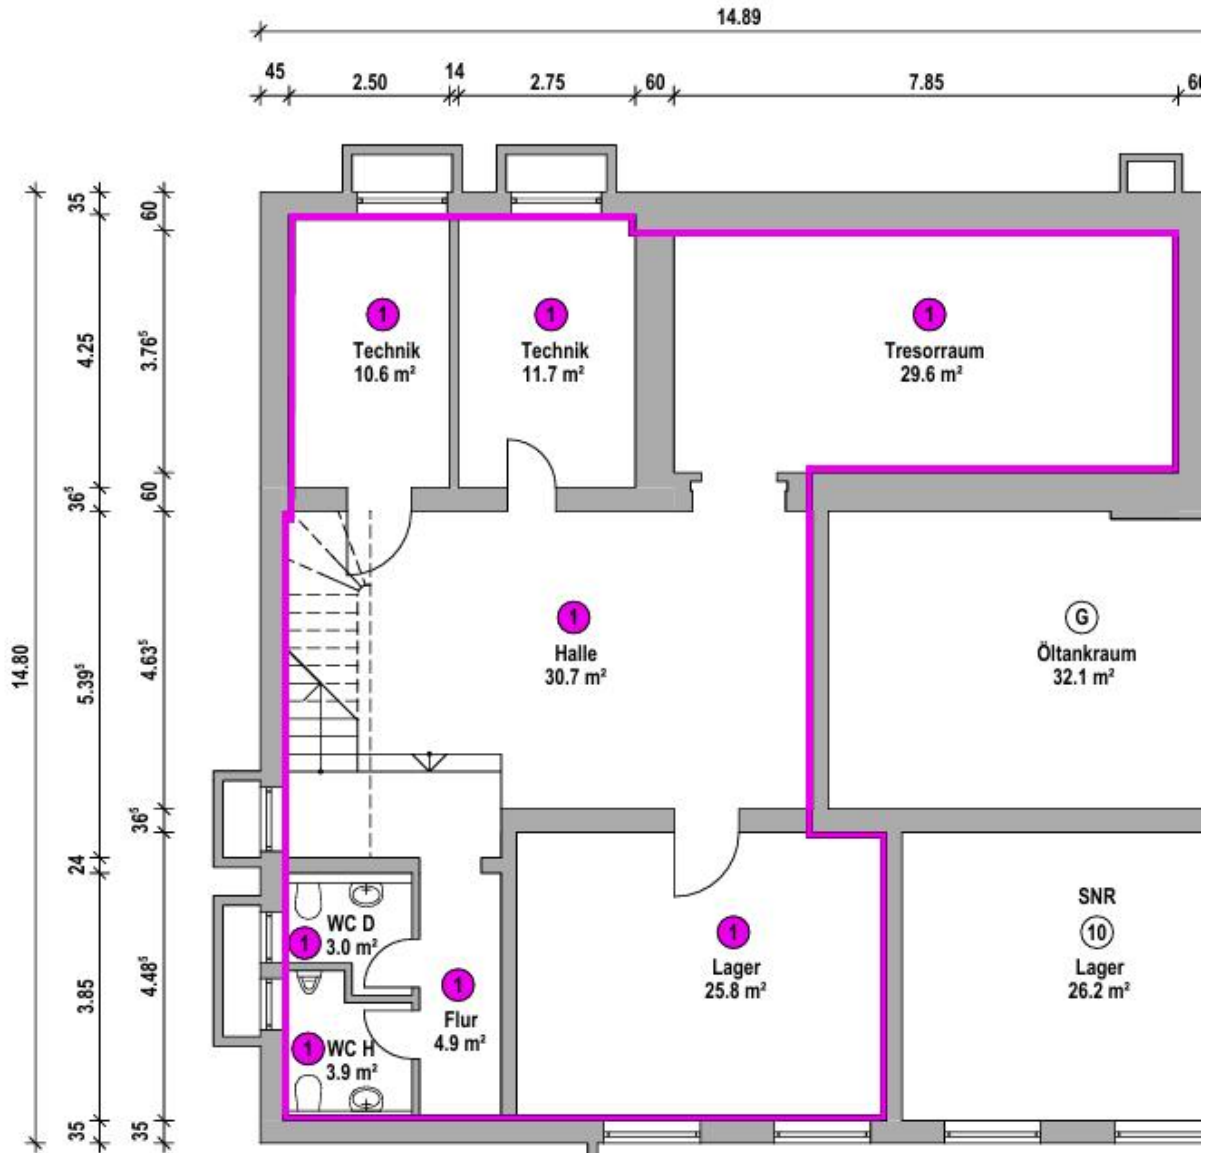 14.89
45
2.50
14
2.75
60
7.85
60
35
4.25
36⁵
5.39⁵
24
3.85
35
14.80
60
3.76⁵
60
4.63⁵
36⁵
4.48⁵
35
1
Technik
10.6 m²
1
Technik
11.7 m²
1
Tresorraum
29.6 m²
1
Halle
30.7 m²
G
Öltankraum
32.1 m²
1
WC D
3.0 m²
1
WC H
3.9 m²
1
Flur
4.9 m²
1
Lager
25.8 m²
SNR
10
Lager
26.2 m²